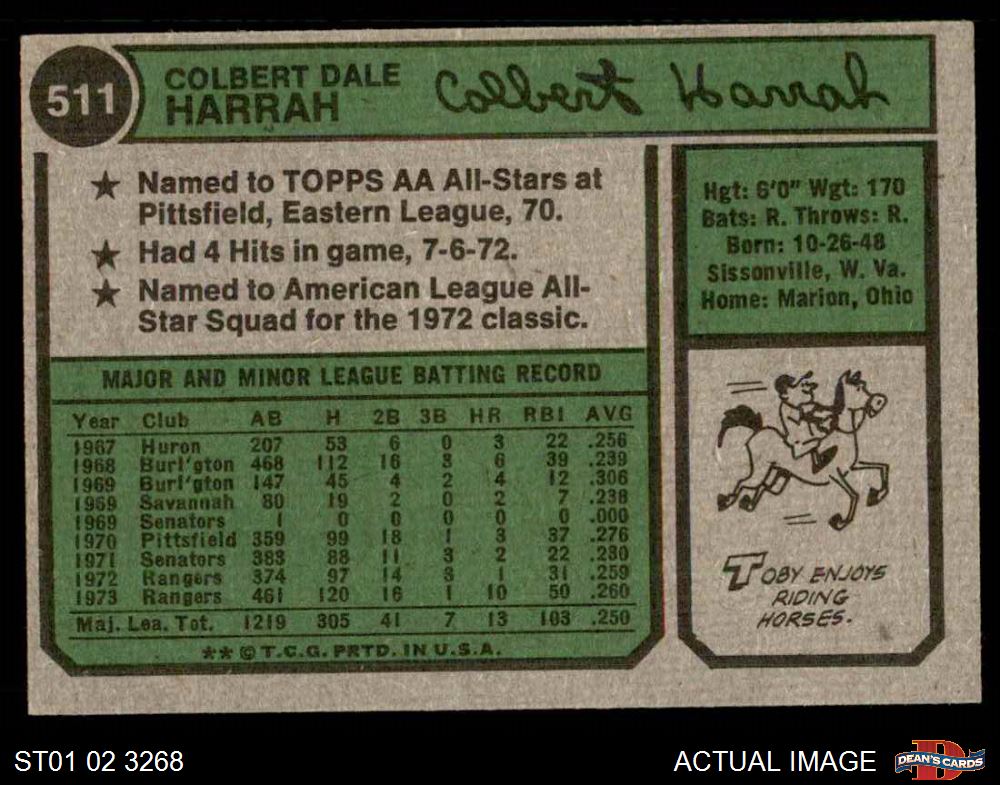 511
COLBERT DALE
HARRAH
Colbert Harrah
★ Named to TOPPS AA All-Stars at
Pittsfield, Eastern League, 70.
★ Had 4 Hits in game, 7-6-72.
★ Named to American League All-
Star Squad for the 1972 classic.
Hgt: 6'0" Wgt: 170
Bats: R. Throws: R.
Born: 10-26-48
Sissonville, W. Va.
Home: Marion, Ohio
MAJOR AND MINOR LEAGUE BATTING RECORD
Year Club AB H 2B 3B HR RBI AVG
1967 Huron 207 53 6 0 3 22 .256
1968 Burl'gton 468 112 16 3 6 39 .239
1969 Burl'gton 147 45 4 2 4 12 .306
1969 Savannah 80 19 2 0 2 7 .238
1969 Senators 1 0 0 0 0 0 .000
1970 Pittsfield 359 99 18 1 3 37 .276
1971 Senators 383 88 11 3 2 22 .230
1972 Rangers 374 97 14 3 1 31 .259
1973 Rangers 461 120 16 1 10 50 .260
Maj. Lea. Tot. 1219 305 41 7 13 103 .250
** © T.C.G. PRTD. IN U.S.A.
TOBY ENJOYS
RIDING
HORSES.
ST01 02 3268
ACTUAL IMAGE
DEAN'S CARDS